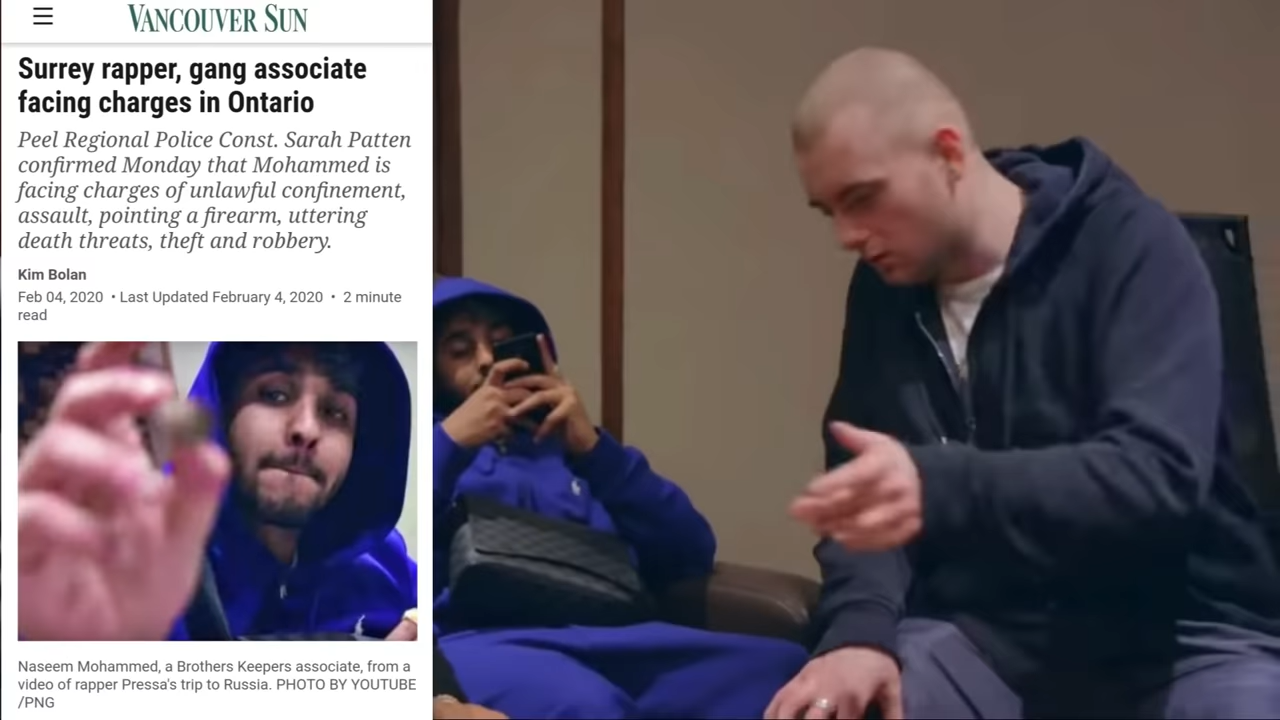 VANCOUVER SUN
Surrey rapper, gang associate
facing charges in Ontario
Peel Regional Police Const. Sarah Patten
confirmed Monday that Mohammed is
facing charges of unlawful confinement,
assault, pointing a firearm, uttering
death threats, theft and robbery.
Kim Bolan
Feb 04, 2020 • Last Updated February 4, 2020 • 2 minute
read
Naseem Mohammed, a Brothers Keepers associate, from a
video of rapper Pressa's trip to Russia. PHOTO BY YOUTUBE
/PNG